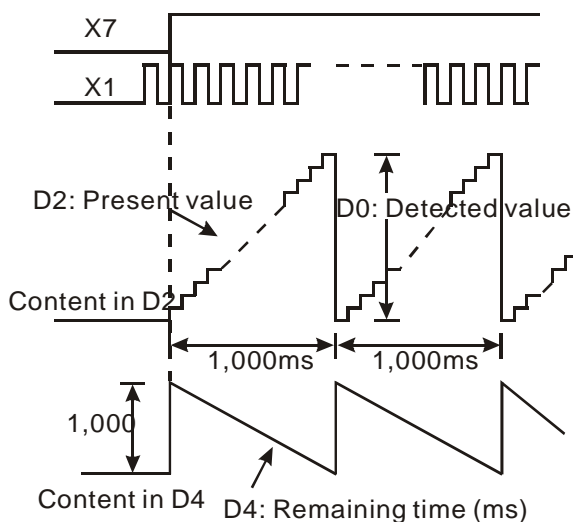 X7
X1
D2: Present value
D0: Detected value
Content in D2
1,000ms
1,000ms
1,000
Content in D4
D4: Remaining time (ms)